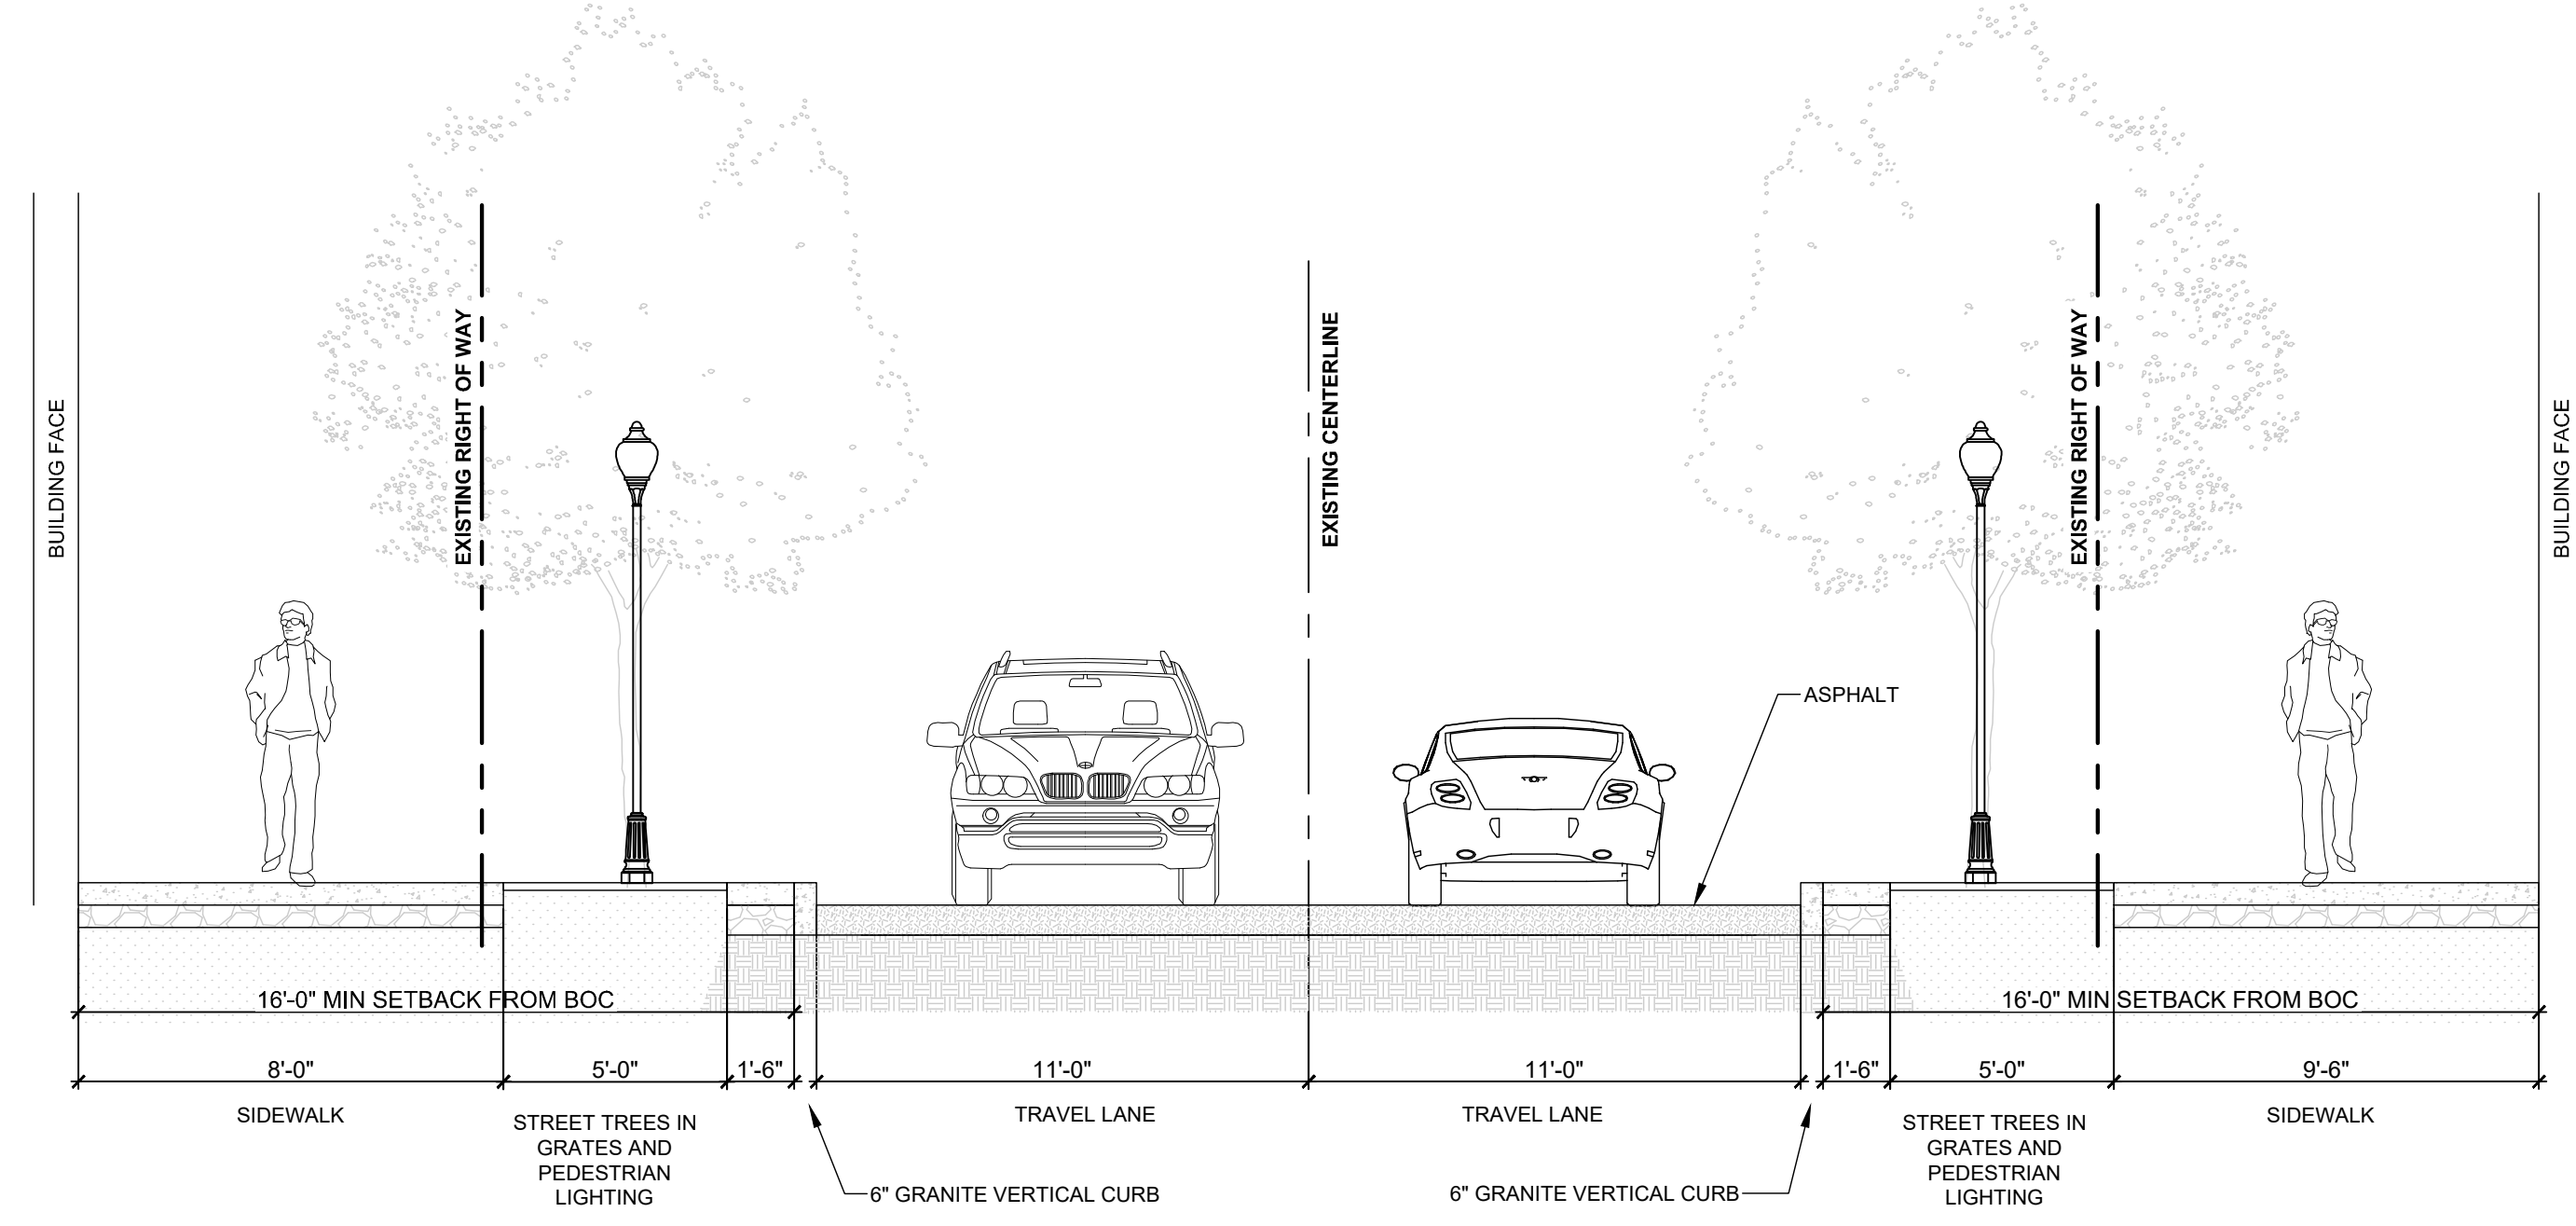 BUILDING FACE
EXISTING RIGHT OF WAY
EXISTING CENTERLINE
EXISTING RIGHT OF WAY
BUILDING FACE
ASPHALT
16'-0" MIN SETBACK FROM BOC
16'-0" MIN SETBACK FROM BOC
8'-0"
5'-0"
1'-6"
11'-0"
11'-0"
1'-6"
5'-0"
9'-6"
SIDEWALK
STREET TREES IN
GRATES AND
PEDESTRIAN
LIGHTING
TRAVEL LANE
TRAVEL LANE
STREET TREES IN
GRATES AND
PEDESTRIAN
LIGHTING
SIDEWALK
6" GRANITE VERTICAL CURB
6" GRANITE VERTICAL CURB